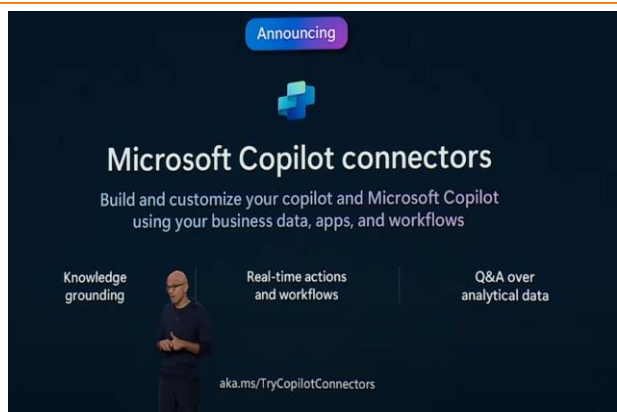 Announcing
Microsoft Copilot connectors
Build and customize your copilot and Microsoft Copilot
using your business data, apps, and workflows
Knowledge
grounding
Real-time actions
and workflows
Q&A over
analytical data
aka.ms/TryCopilotConnectors